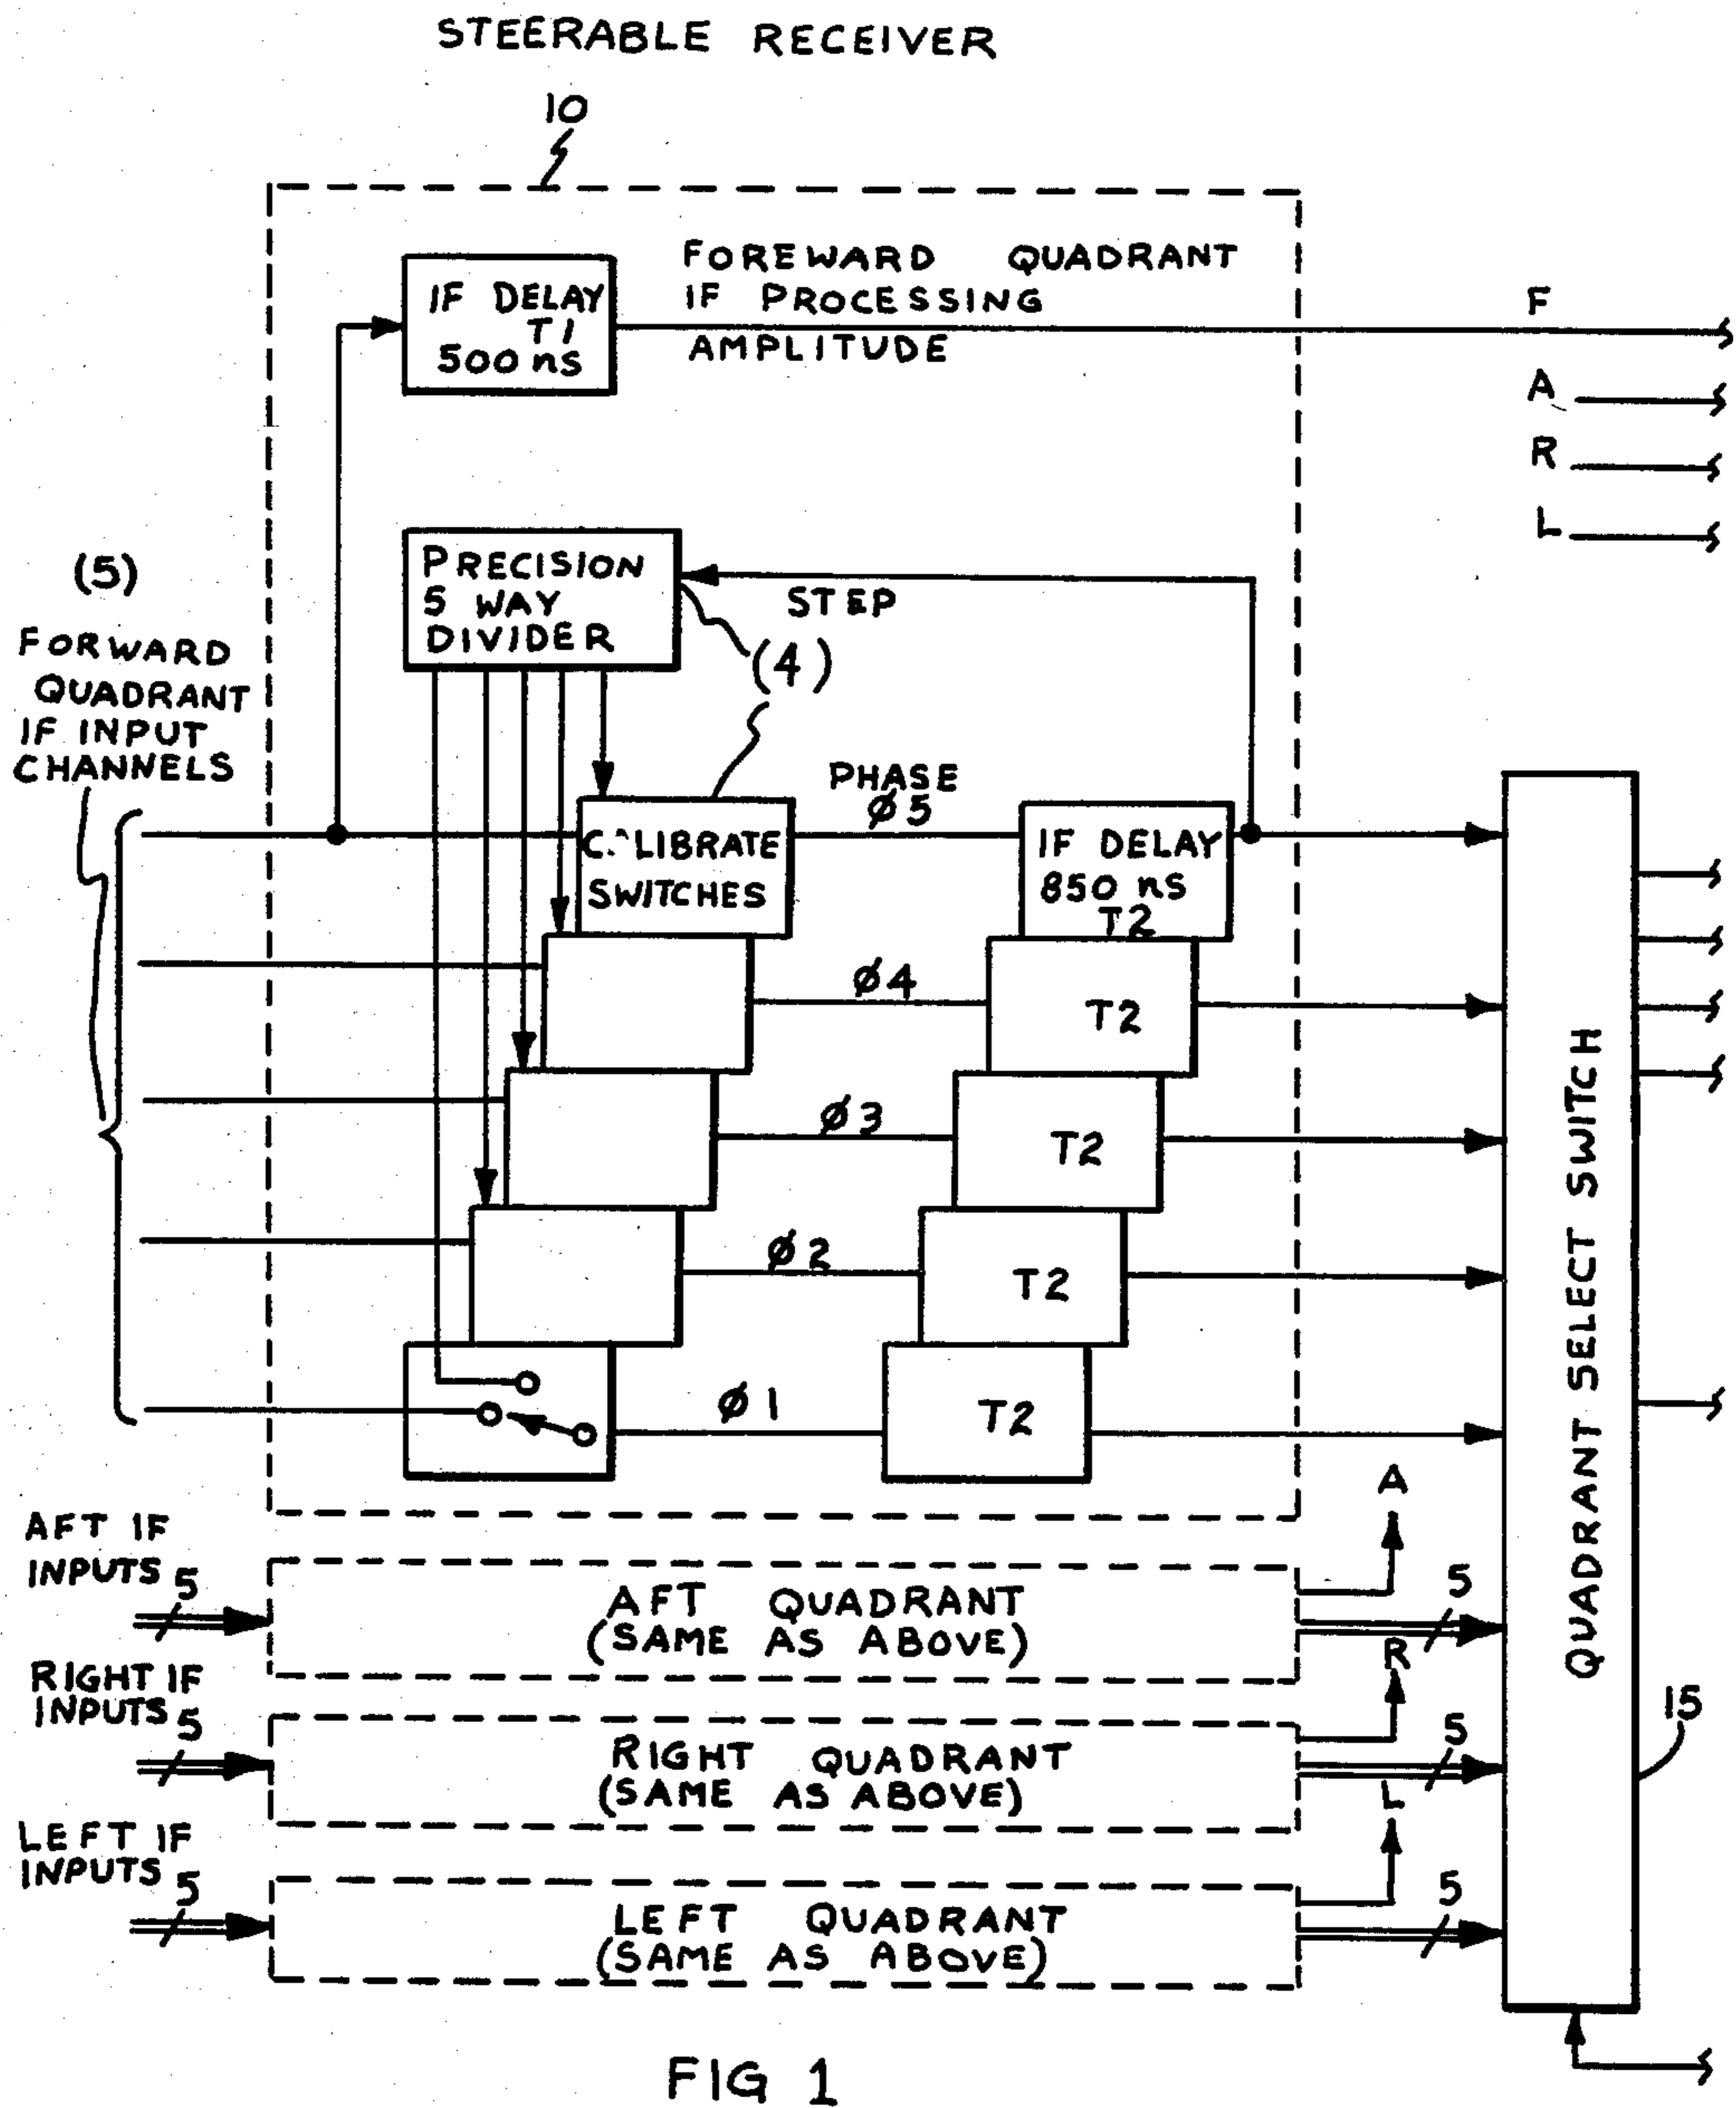 STEERABLE RECEIVER
10
IF DELAY
T1
500 ns
FOREWARD QUADRANT
IF PROCESSING
AMPLITUDE
F
A
R
L
(5)
FORWARD
QUADRANT
IF INPUT
CHANNELS
PRECISION
5 WAY
DIVIDER
STEP
(4)
CALIBRATE
SWITCHES
PHASE
Ø5
IF DELAY
850 ns
T2
Ø4
T2
Ø3
T2
Ø2
T2
Ø1
T2
QUADRANT SELECT SWITCH
15
AFT IF
INPUTS 5
AFT QUADRANT
(SAME AS ABOVE)
A
5
RIGHT IF
INPUTS 5
RIGHT QUADRANT
(SAME AS ABOVE)
R
5
LEFT IF
INPUTS 5
LEFT QUADRANT
(SAME AS ABOVE)
L
5
FIG 1